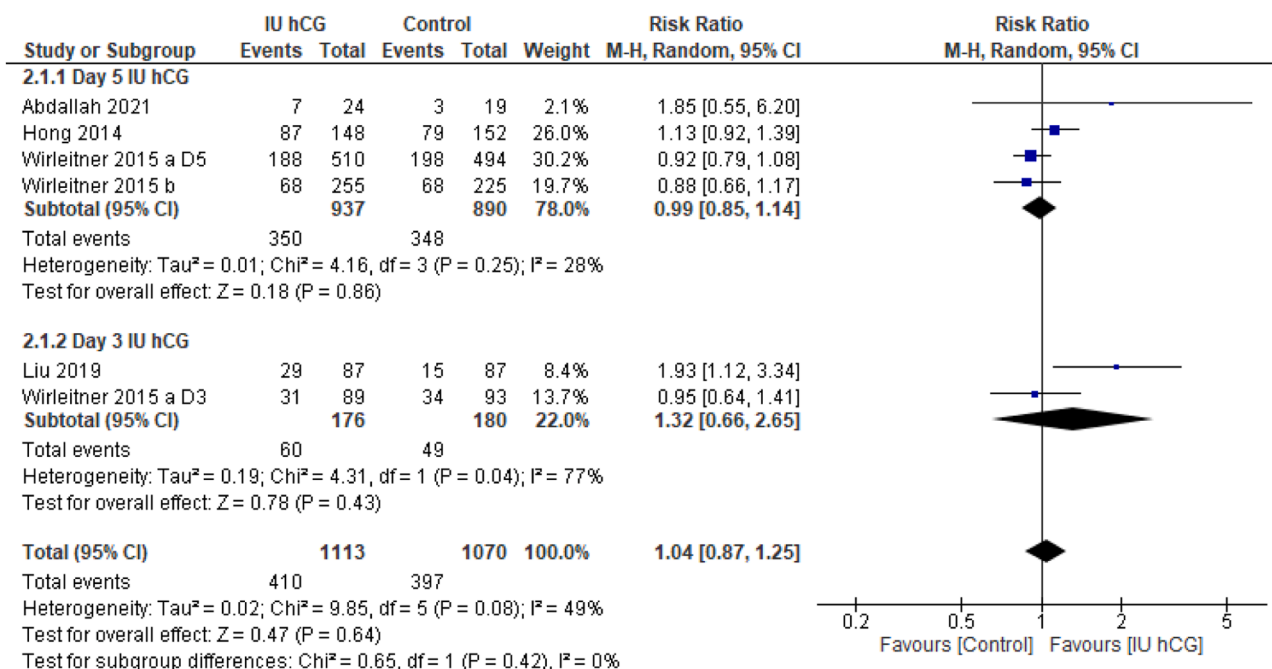 IU hCG Control Risk Ratio Risk Ratio
Study or Subgroup Events Total Events Total Weight M-H, Random, 95% CI M-H, Random, 95% CI
2.1.1 Day 5 IU hCG
Abdallah 2021 7 24 3 19 2.1% 1.85 [0.55, 6.20]
Hong 2014 87 148 79 152 26.0% 1.13 [0.92, 1.39]
Wirleitner 2015 a D5 188 510 198 494 30.2% 0.92 [0.79, 1.08]
Wirleitner 2015 b 68 255 68 225 19.7% 0.88 [0.66, 1.17]
Subtotal (95% CI) 937 890 78.0% 0.99 [0.85, 1.14]
Total events 350 348
Heterogeneity: Tau² = 0.01; Chi² = 4.16, df = 3 (P = 0.25); I² = 28%
Test for overall effect: Z = 0.18 (P = 0.86)
2.1.2 Day 3 IU hCG
Liu 2019 29 87 15 87 8.4% 1.93 [1.12, 3.34]
Wirleitner 2015 a D3 31 89 34 93 13.7% 0.95 [0.64, 1.41]
Subtotal (95% CI) 176 180 22.0% 1.32 [0.66, 2.65]
Total events 60 49
Heterogeneity: Tau² = 0.19; Chi² = 4.31, df = 1 (P = 0.04); I² = 77%
Test for overall effect: Z = 0.78 (P = 0.43)
Total (95% CI) 1113 1070 100.0% 1.04 [0.87, 1.25]
Total events 410 397
Heterogeneity: Tau² = 0.02; Chi² = 9.85, df = 5 (P = 0.08); I² = 49%
Test for overall effect: Z = 0.47 (P = 0.64)
Test for subgroup differences: Chi² = 0.65, df = 1 (P = 0.42), I² = 0%
0.2 0.5 1 2 5
Favours [Control] Favours [IU hCG]